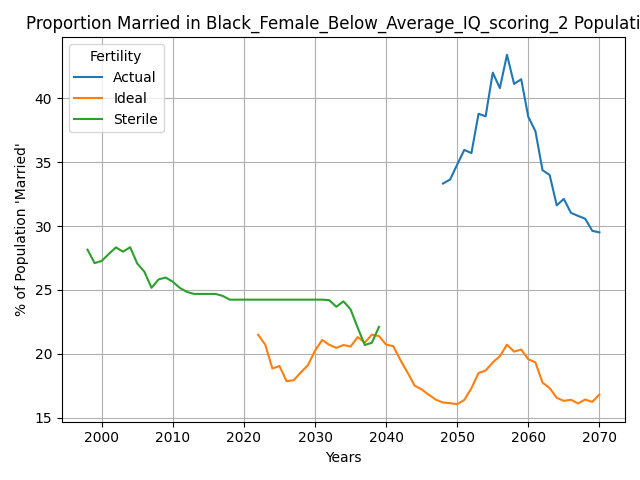 Proportion Married in Black_Female_Below_Average_IQ_scoring_2 Populati
Fertility
Actual
Ideal
Sterile
% of Population 'Married'
40
35
30
25
20
15
2000 2010 2020 2030 2040 2050 2060 2070
Years